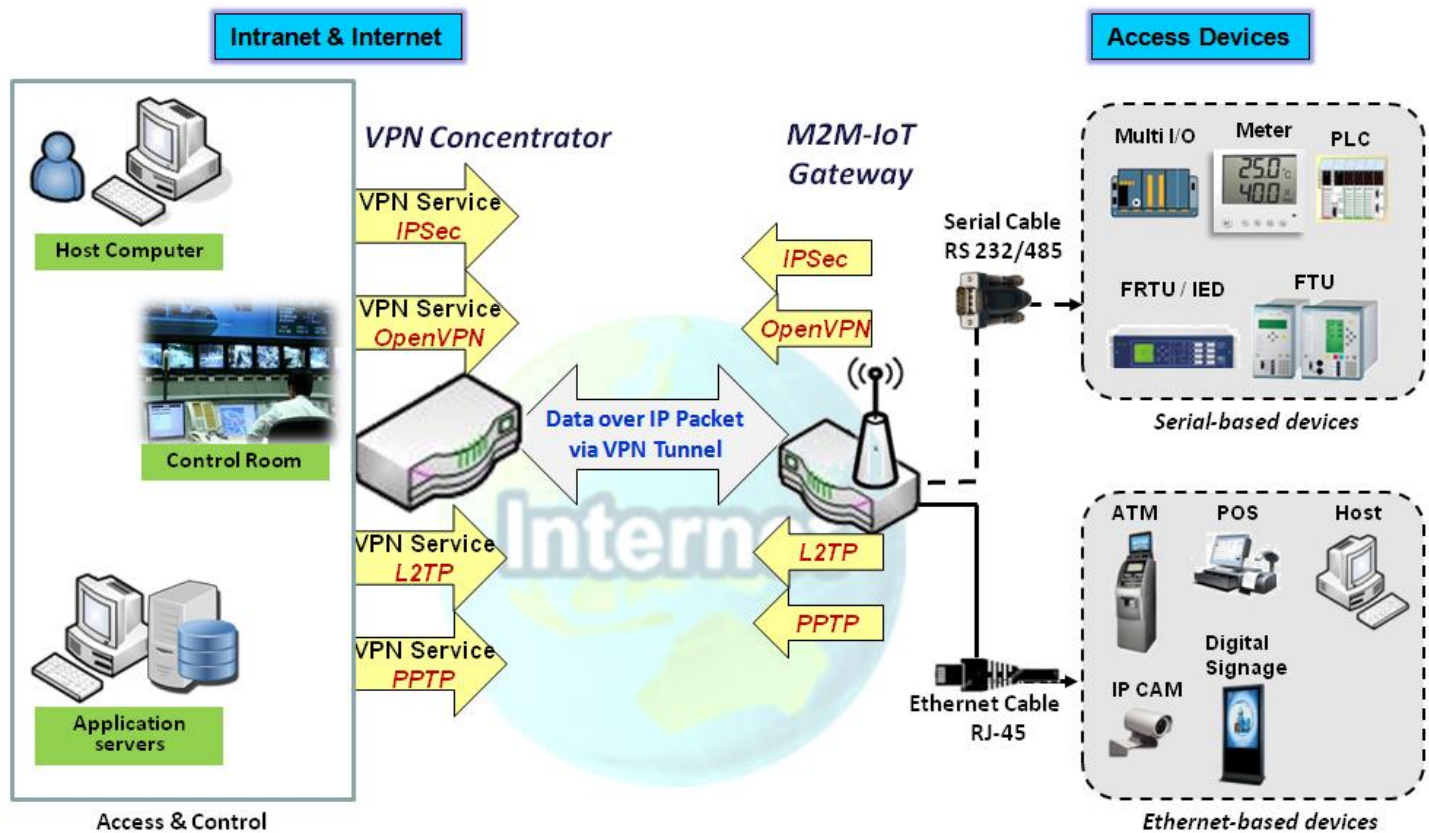 Intranet & Internet
Access Devices
VPN Concentrator
M2M-IoT
Gateway
Host Computer
Control Room
Application
servers
Access & Control
VPN Service
IPSec
VPN Service
OpenVPN
VPN Service
L2TP
VPN Service
PPTP
Data over IP Packet
via VPN Tunnel
Internet
IPSec
OpenVPN
L2TP
PPTP
Serial Cable
RS 232/485
Ethernet Cable
RJ-45
Multi I/O
Meter
PLC
25.0 °C
40.0
FRTU / IED
FTU
Serial-based devices
ATM
POS
Host
Digital
Signage
IP CAM
Ethernet-based devices